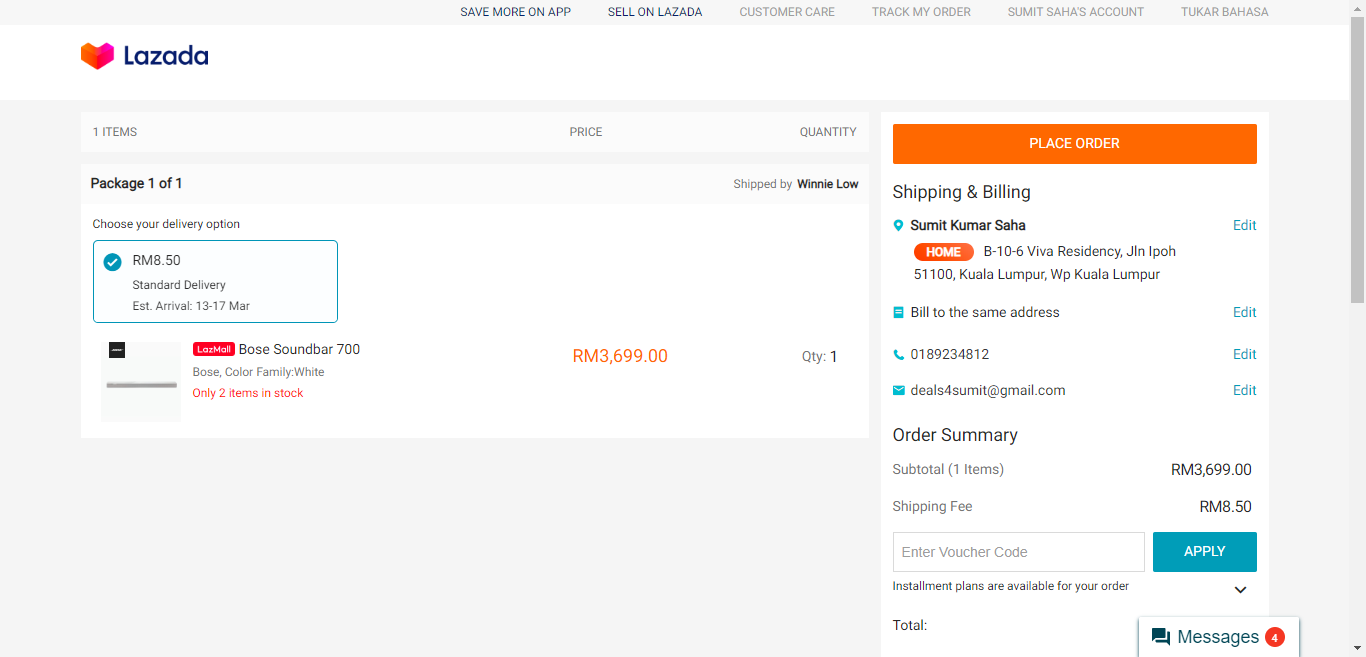 SAVE MORE ON APP SELL ON LAZADA CUSTOMER CARE TRACK MY ORDER SUMIT SAHA'S ACCOUNT TUKAR BAHASA
Lazada
1 ITEMS PRICE QUANTITY
Package 1 of 1 Shipped by Winnie Low
Choose your delivery option
RM8.50
Standard Delivery
Est. Arrival: 13-17 Mar
LazMall Bose Soundbar 700 RM3,699.00 Qty: 1
Bose, Color Family:White
Only 2 items in stock
PLACE ORDER
Shipping & Billing
Sumit Kumar Saha Edit
HOME B-10-6 Viva Residency, Jln Ipoh
51100, Kuala Lumpur, Wp Kuala Lumpur
Bill to the same address Edit
0189234812 Edit
deals4sumit@gmail.com Edit
Order Summary
Subtotal (1 Items) RM3,699.00
Shipping Fee RM8.50
Enter Voucher Code APPLY
Installment plans are available for your order
Total:
Messages 4